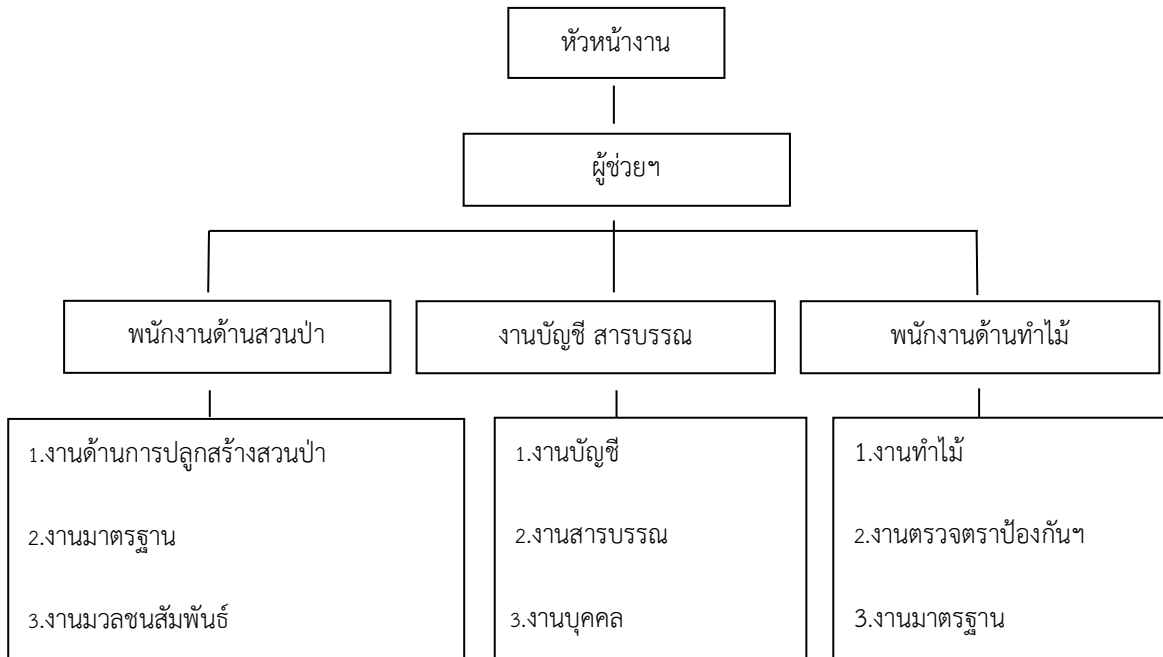 หัวหน้างาน
ผู้ช่วยฯ
พนักงานด้านสวนป่า
งานบัญชี สารบรรณ
พนักงานด้านทำไม้
1.งานด้านการปลูกสร้างสวนป่า
2.งานมาตรฐาน
3.งานมวลชนสัมพันธ์
1.งานบัญชี
2.งานสารบรรณ
3.งานบุคคล
1.งานทำไม้
2.งานตรวจตราป้องกันฯ
3.งานมาตรฐาน